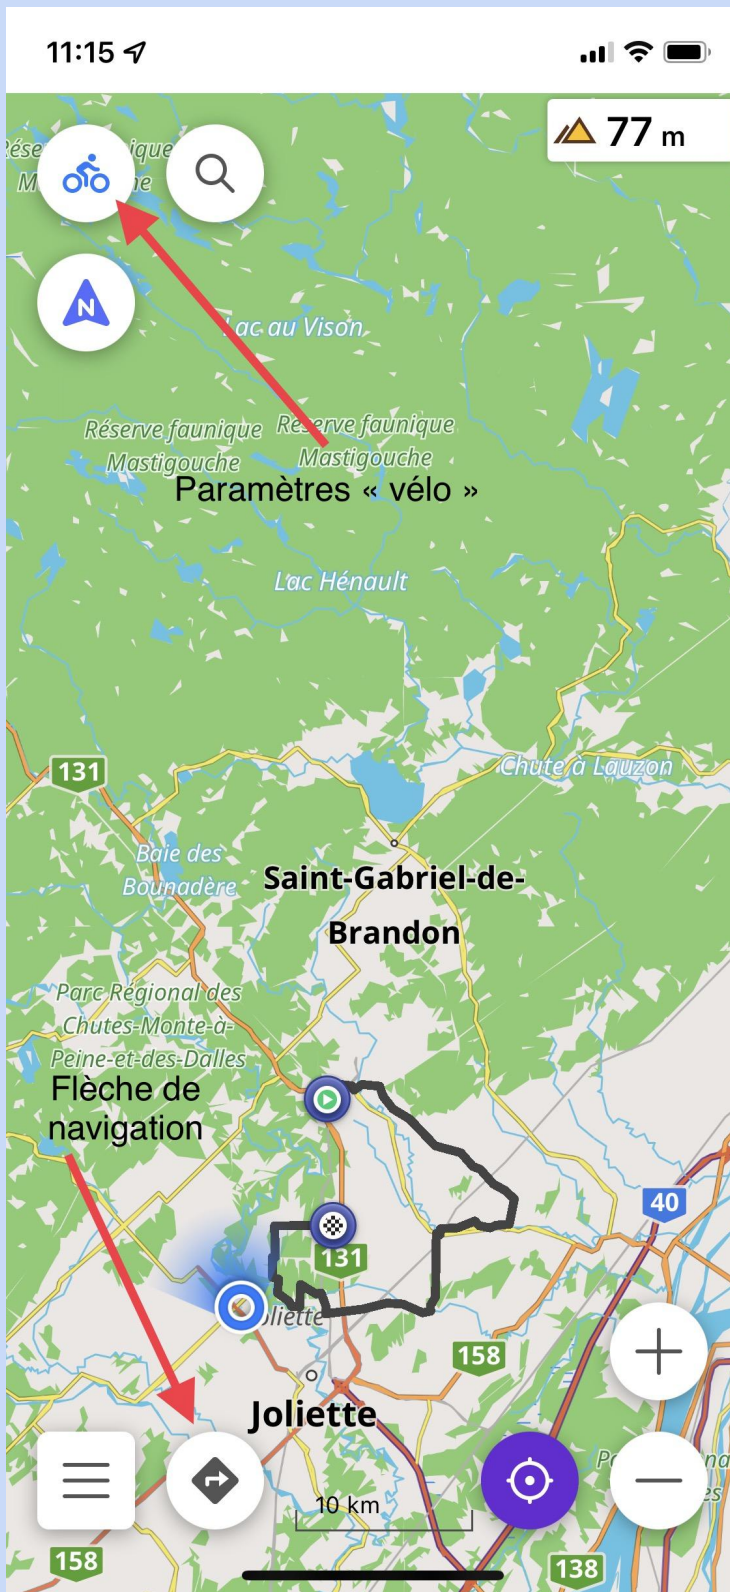 11:15
77 m
N
Lac au Vison
Réserve faunique
Mastigouche
Réserve faunique
Mastigouche
Paramètres « vélo »
Lac Hénault
131
Chute à Lauzon
Baie des
Bounadère
Saint-Gabriel-de-
Brandon
Parc Régional des
Chutes-Monte-à-
Peine-et-des-Dalles
Flèche de
navigation
40
131
158
Joliette
10 km
158
138